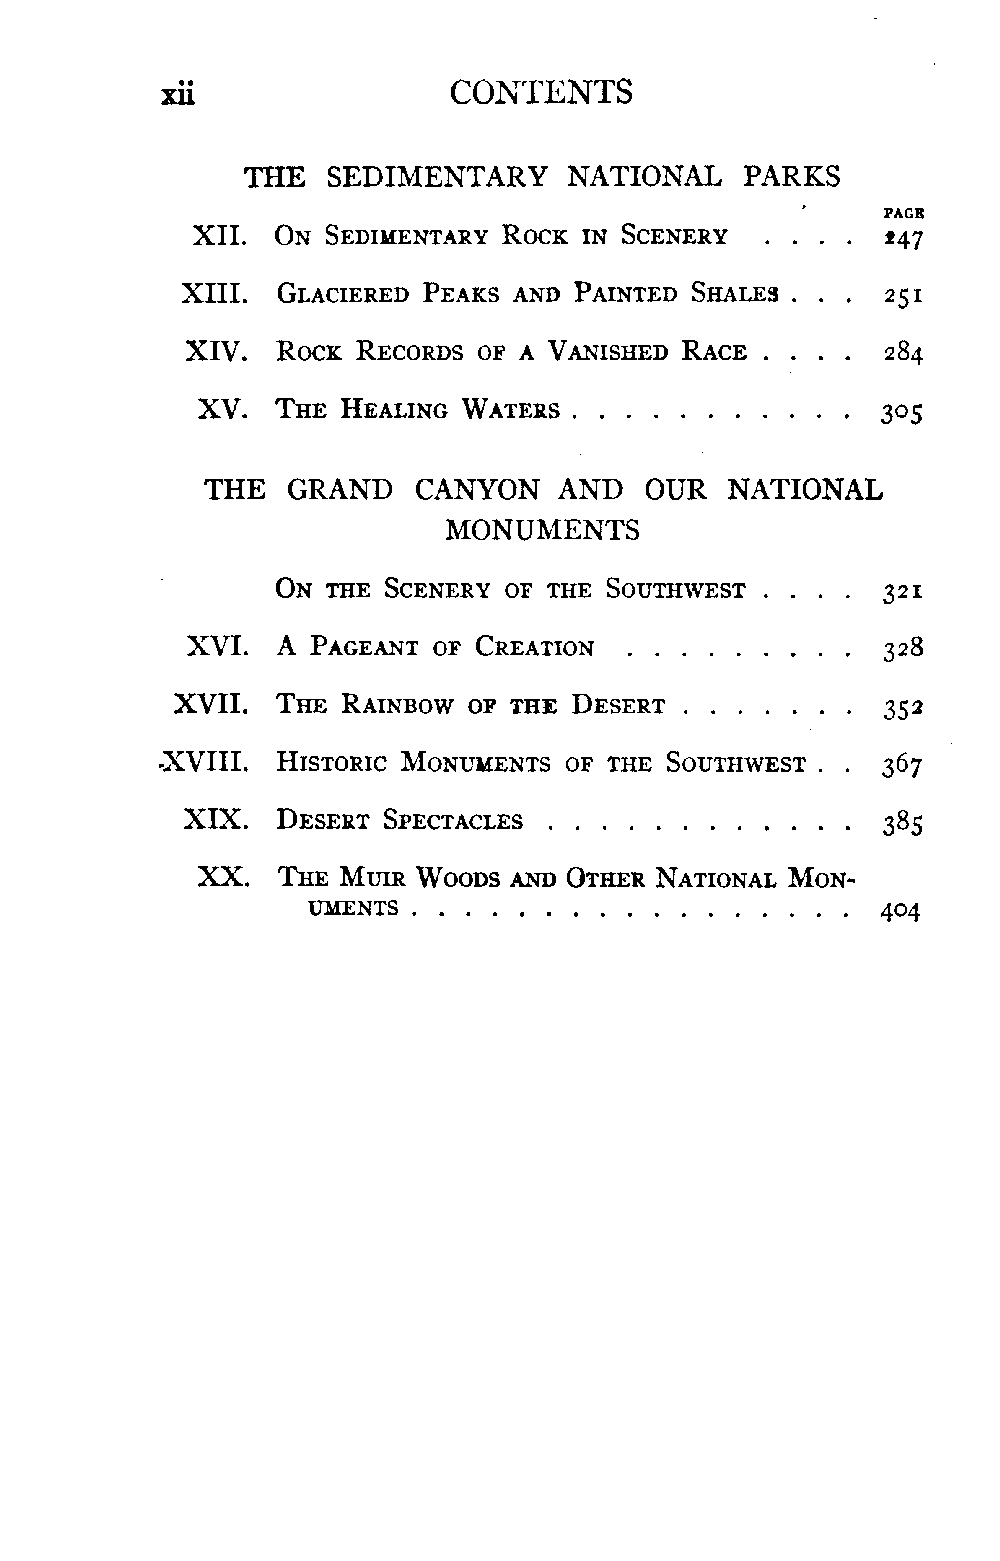 xii CONTENTS
THE SEDIMENTARY NATIONAL PARKS
PAGE
XII. On Sedimentary Rock in Scenery . . . . 247
XIII. Glaciered Peaks and Painted Shales . . . 251
XIV. Rock Records of a Vanished Race . . . . 284
XV. The Healing Waters . . . . . . . . . . . 305
THE GRAND CANYON AND OUR NATIONAL
MONUMENTS
On the Scenery of the Southwest . . . . 321
XVI. A Pageant of Creation . . . . . . . . . 328
XVII. The Rainbow of the Desert . . . . . . . 352
XVIII. Historic Monuments of the Southwest . . 367
XIX. Desert Spectacles . . . . . . . . . . . . 385
XX. The Muir Woods and Other National Mon-
uments . . . . . . . . . . . . . . . . . 404